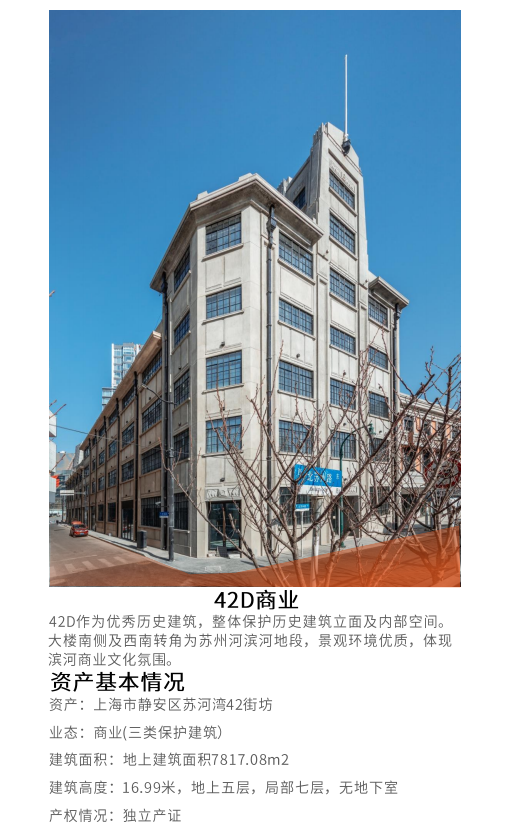 42D商业
42D作为优秀历史建筑，整体保护历史建筑立面及内部空间。
大楼南侧及西南转角为苏州河滨河地段，景观环境优质，体现
滨河商业文化氛围。
资产基本情况
资产：上海市静安区苏河湾42街坊
业态：商业(三类保护建筑）
建筑面积：地上建筑面积7817.08m2
建筑高度：16.99米，地上五层，局部七层，无地下室
产权情况：独立产证